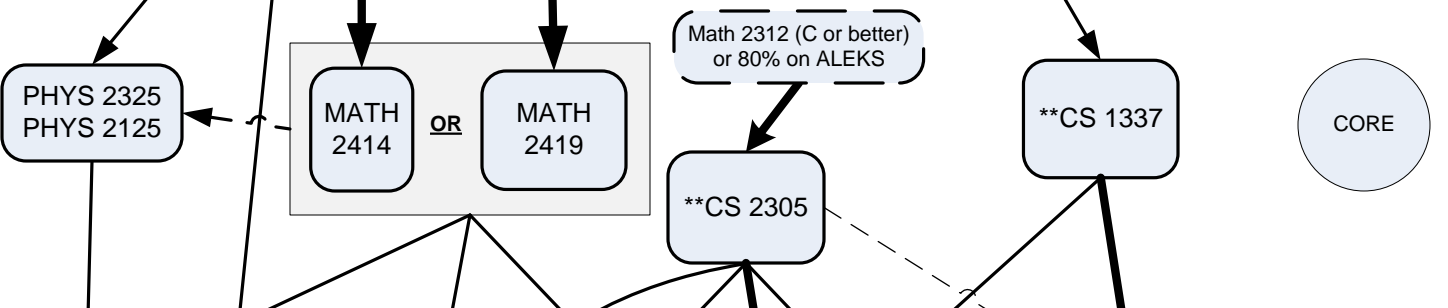 Math 2312 (C or better)
or 80% on ALEKS
PHYS 2325
PHYS 2125
MATH
2414
OR
MATH
2419
**CS 1337
CORE
**CS 2305